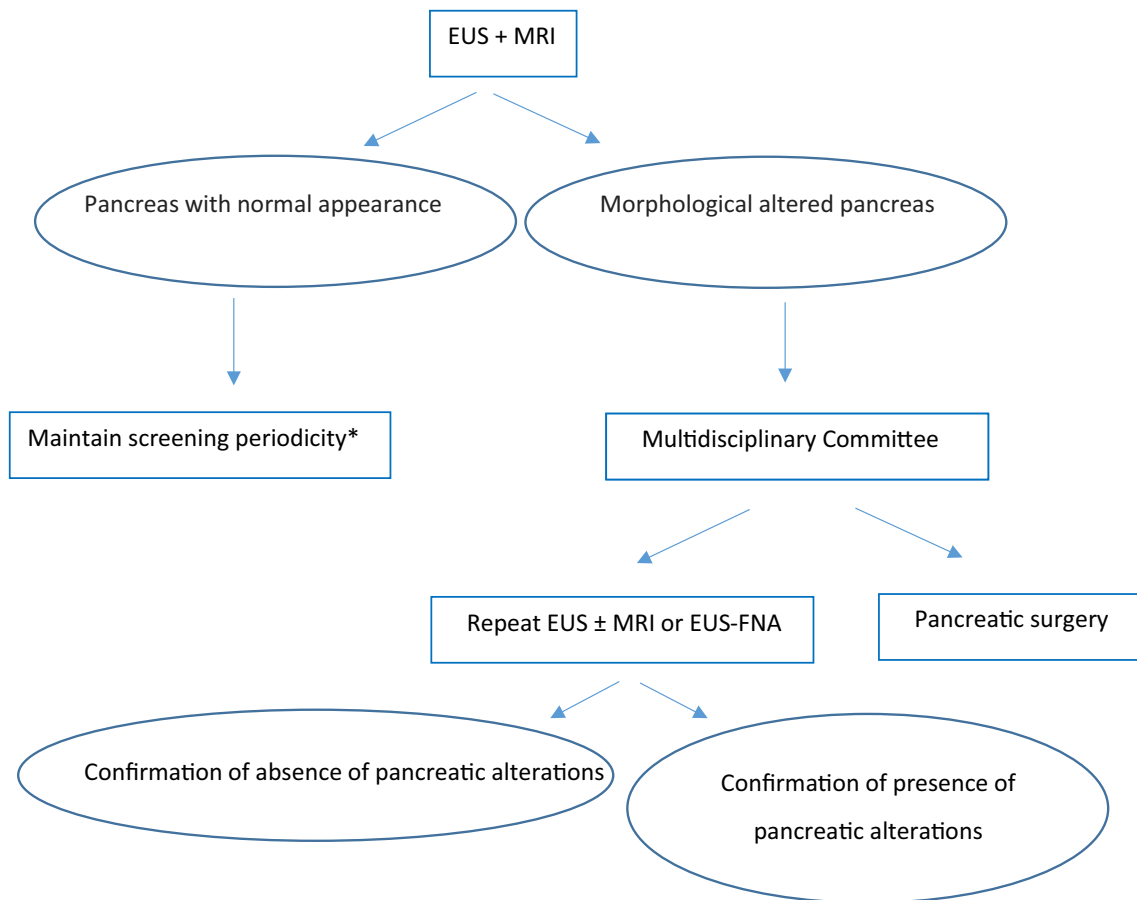 EUS + MRI
Pancreas with normal appearance
Morphological altered pancreas
Maintain screening periodicity*
Multidisciplinary Committee
Repeat EUS ± MRI or EUS-FNA
Pancreatic surgery
Confirmation of absence of pancreatic alterations
Confirmation of presence of
pancreatic alterations